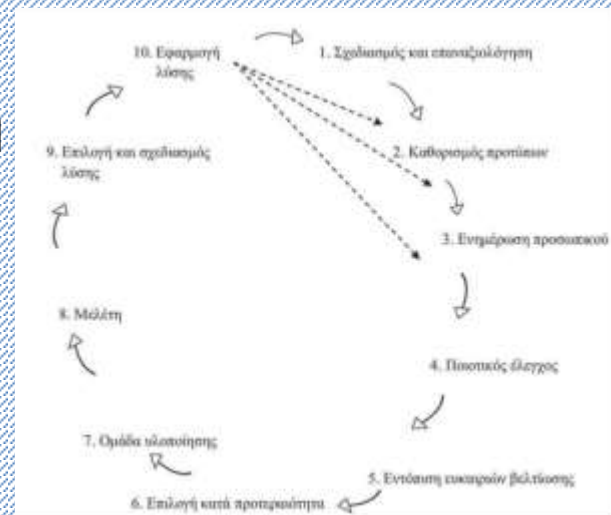 10. Εφαρμογή
λύσης
1. Σχεδιασμός και επαναξιολόγηση
2. Καθορισμός προτύπων
3. Ενημέρωση προσωπικού
4. Ποιοτικός έλεγχος
5. Εντόπιση ευκαιριών βελτίωσης
6. Επιλογή κατά προτεραιότητα
7. Ομάδα υλοποίησης
8. Μελέτη
9. Επιλογή και σχεδιασμός
λύσης